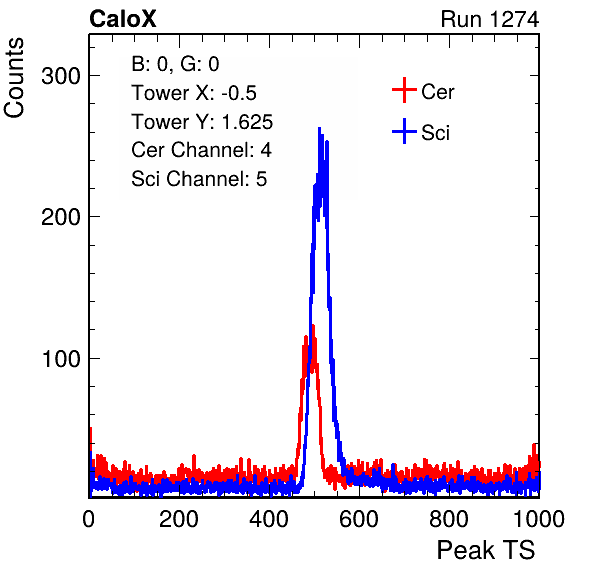 CaloX Run 1274
Counts
B: 0, G: 0
Tower X: -0.5
Tower Y: 1.625
Cer Channel: 4
Sci Channel: 5
Cer
Sci
300
200
100
0 200 400 600 800 1000
Peak TS